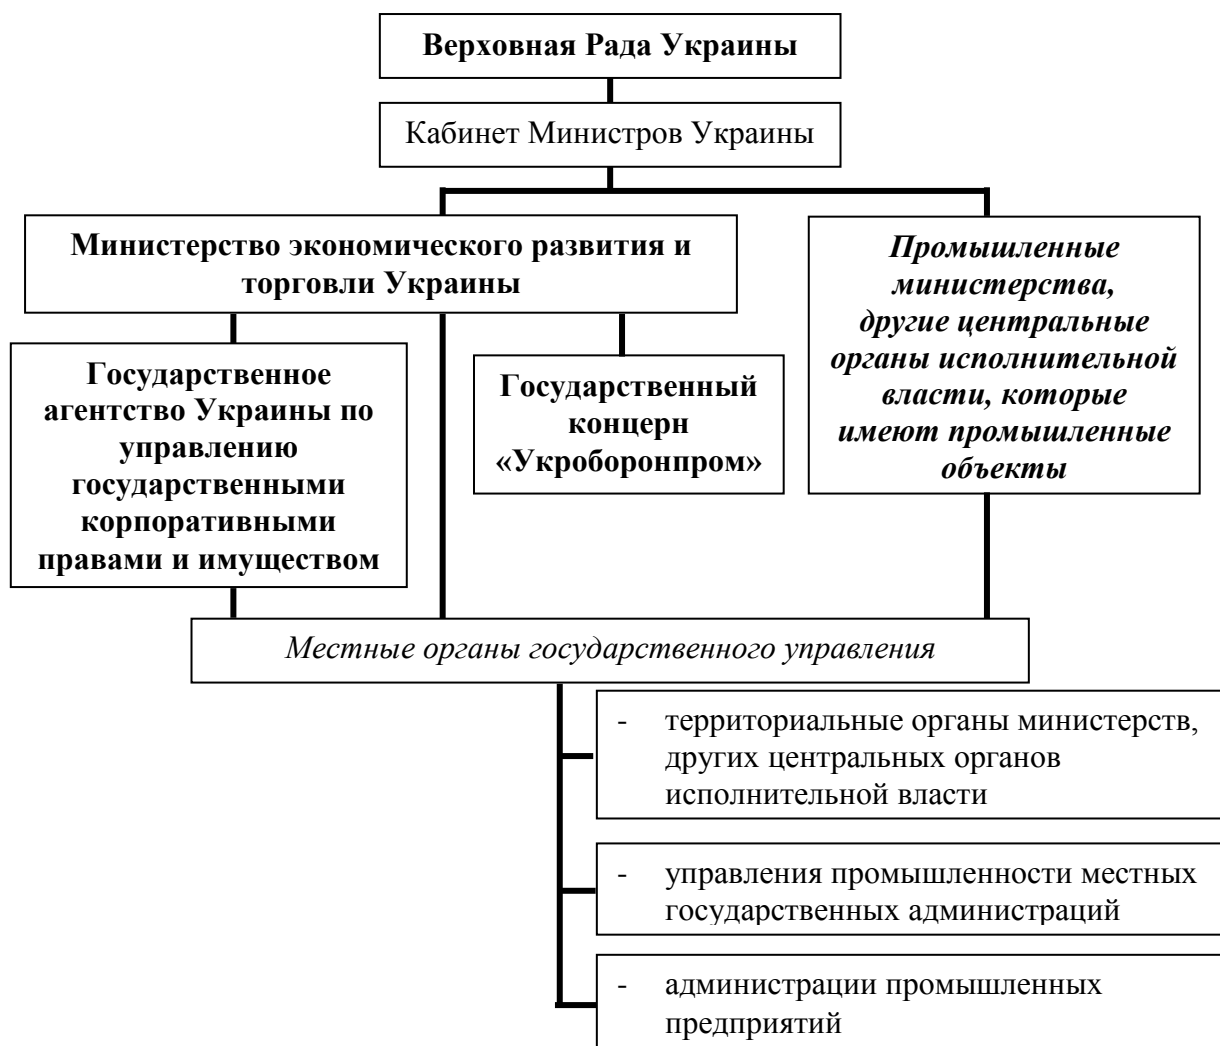 Верховная Рада Украины
Кабинет Министров Украины
Министерство экономического развития и
торговли Украины
Промышленные
министерства,
другие центральные
органы исполнительной
власти, которые
имеют промышленные
объекты
Государственное
агентство Украины по
управлению
государственными
корпоративными
правами и имуществом
Государственный
концерн
«Укроборонпром»
Местные органы государственного управления
- территориальные органы министерств,
других центральных органов
исполнительной власти
- управления промышленности местных
государственных администраций
- администрации промышленных
предприятий